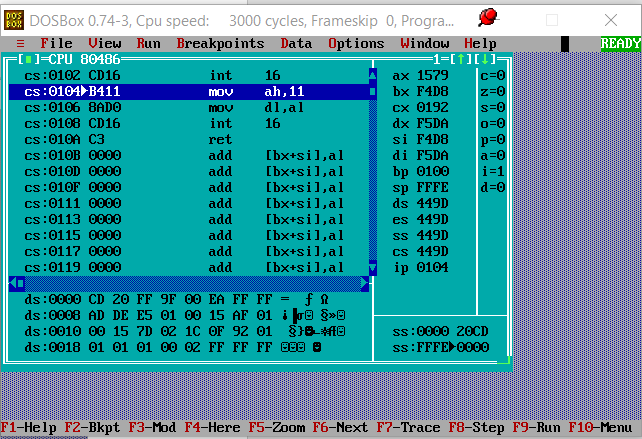 DOSBox 0.74-3, Cpu speed: 3000 cycles, Frameskip 0, Progra...
≡ File View Run Breakpoints Data Options Window Help READY
[■]=CPU 80486 1=[↑][↓]
cs:0102 CD16 int 16 ax 1579 c=0
cs:0104►B411 mov ah,11 bx F4D8 z=0
cs:0106 8AD0 mov dl,al cx 0192 s=0
cs:0108 CD16 int 16 dx F5DA o=0
cs:010A C3 ret si F4D8 p=0
cs:010B 0000 add [bx+si],al di F5DA a=0
cs:010D 0000 add [bx+si],al bp 0100 i=1
cs:010F 0000 add [bx+si],al sp FFFE d=0
cs:0111 0000 add [bx+si],al ds 449D
cs:0113 0000 add [bx+si],al es 449D
cs:0115 0000 add [bx+si],al ss 449D
cs:0117 0000 add [bx+si],al cs 449D
cs:0119 0000 add [bx+si],al ip 0104
ds:0000 CD 20 FF 9F 00 EA FF FF = ƒ Ω
ds:0008 AD DE E5 01 00 15 AF 01 ¡▐σ☺ §»☺
ds:0010 00 15 7D 02 1C 0F 92 01 §}☻∟☼Æ☺ ss:0000 20CD
ds:0018 01 01 01 00 02 FF FF FF ☺☺☺ ☻ ss:FFFE►0000
F1-Help F2-Bkpt F3-Mod F4-Here F5-Zoom F6-Next F7-Trace F8-Step F9-Run F10-Menu